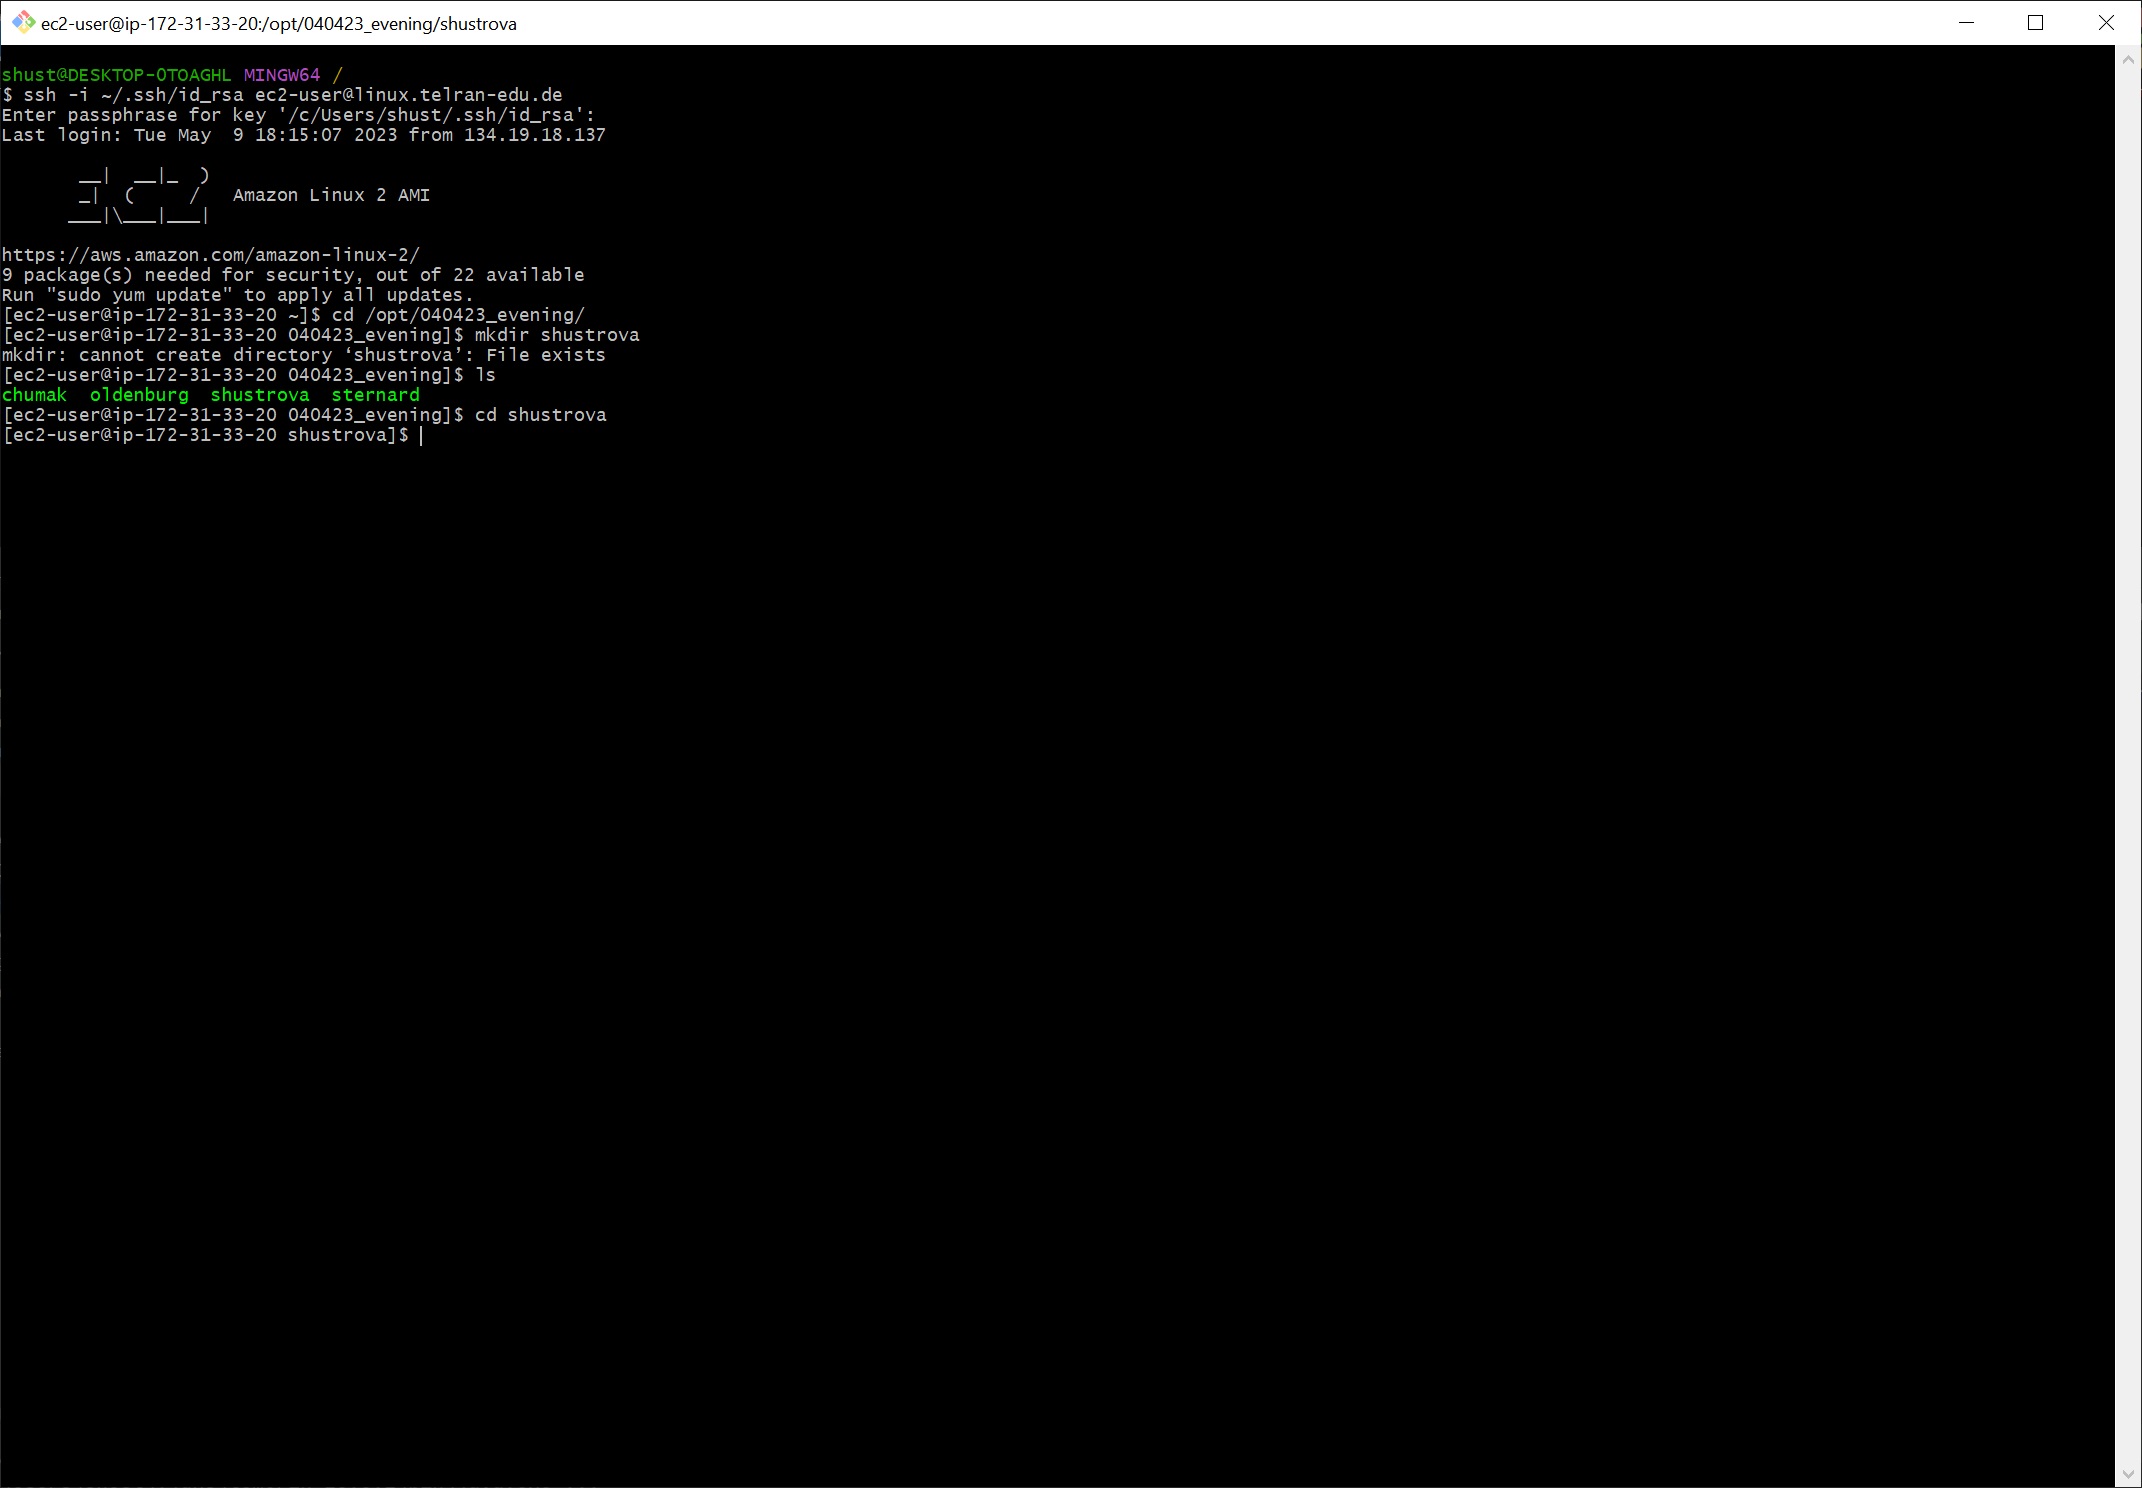 ec2-user@ip-172-31-33-20:/opt/040423_evening/shustrova
shust@DESKTOP-OTOAGHL MINGW64 /
$ ssh -i ~/.ssh/id_rsa ec2-user@linux.telran-edu.de
Enter passphrase for key '/c/Users/shust/.ssh/id_rsa':
Last login: Tue May  9 18:15:07 2023 from 134.19.18.137
       __|  __|_  )
       _|  (     /   Amazon Linux 2 AMI
      ___|\___|___|
https://aws.amazon.com/amazon-linux-2/
9 package(s) needed for security, out of 22 available
Run "sudo yum update" to apply all updates.
[ec2-user@ip-172-31-33-20 ~]$ cd /opt/040423_evening/
[ec2-user@ip-172-31-33-20 040423_evening]$ mkdir shustrova
mkdir: cannot create directory ‘shustrova’: File exists
[ec2-user@ip-172-31-33-20 040423_evening]$ ls
chumak  oldenburg  shustrova  sternard
[ec2-user@ip-172-31-33-20 040423_evening]$ cd shustrova
[ec2-user@ip-172-31-33-20 shustrova]$